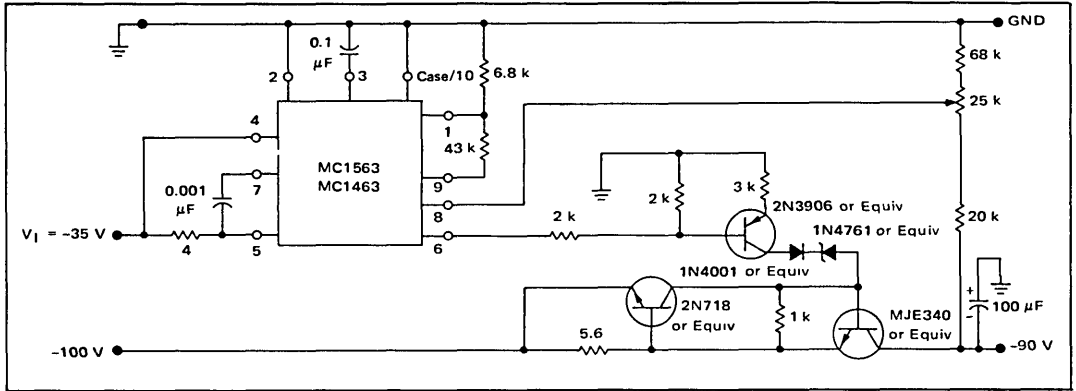 GND
0.1
µF
68 k
2
3
Case/10
6.8 k
25 k
4
1
43 k
MC1563
MC1463
7
9
0.001
µF
8
2 k
3 k
20 k
2N3906 or Equiv
V_I = -35 V
4
5
6
2 k
1N4761 or Equiv
1N4001 or Equiv
2N718
or Equiv
1 k
MJE340
or Equiv
+
-
100 µF
5.6
-100 V
-90 V